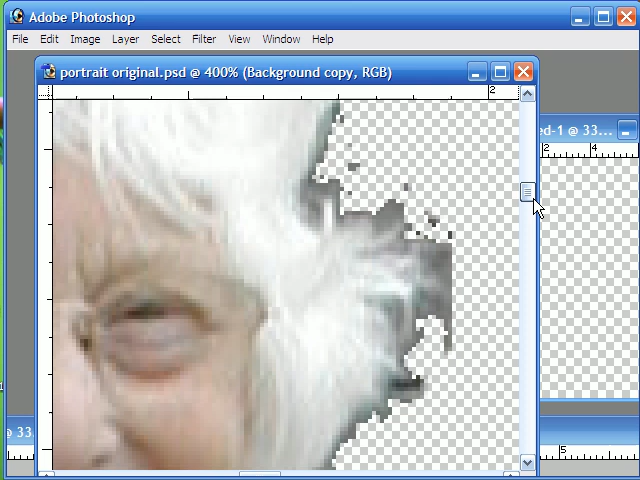 Adobe Photoshop
File Edit Image Layer Select Filter View Window Help
portrait original.psd @ 400% (Background copy, RGB)
ed-1 @ 33...
2
2 4
@ 33
5